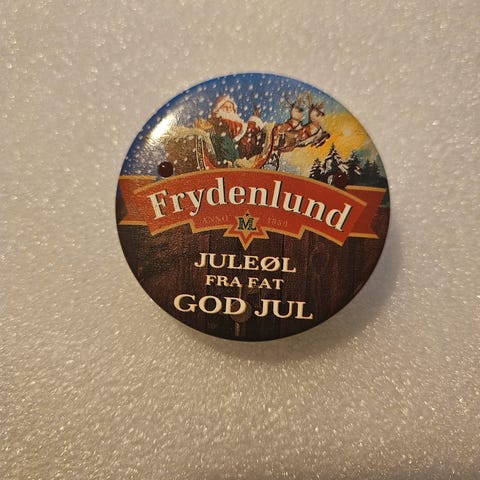 Frydenlund
ANNO 1859
M
JULEØL
FRA FAT
GOD JUL